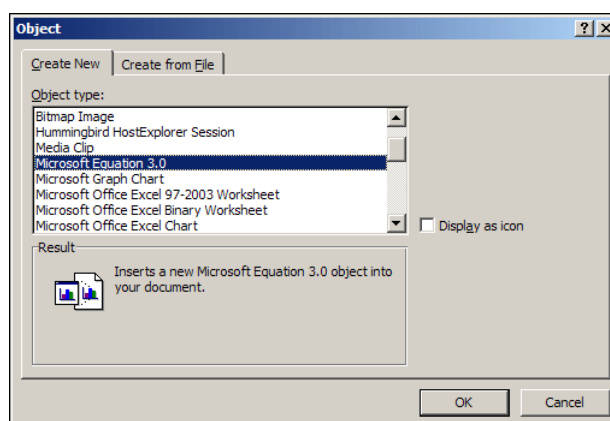 Object
Create New
Create from File
Object type:
Bitmap Image
Hummingbird HostExplorer Session
Media Clip
Microsoft Equation 3.0
Microsoft Graph Chart
Microsoft Office Excel 97-2003 Worksheet
Microsoft Office Excel Binary Worksheet
Microsoft Office Excel Chart
Display as icon
Result
Inserts a new Microsoft Equation 3.0 object into
your document.
OK
Cancel